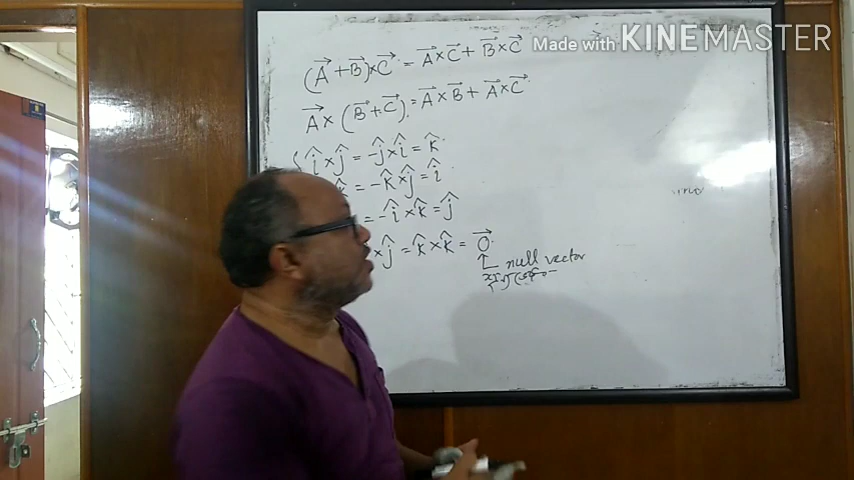 (A⃗ + B⃗) × C⃗ = A⃗ × C⃗ + B⃗ × C⃗
Made with KINEMASTER
A⃗ × (B⃗ + C⃗) = A⃗ × B⃗ + A⃗ × C⃗
î × ĵ = -ĵ × î = k̂
k̂ = -k̂ × ĵ = î
= -î × k̂ = ĵ
× ĵ = k̂ × k̂ = 0⃗
null vector